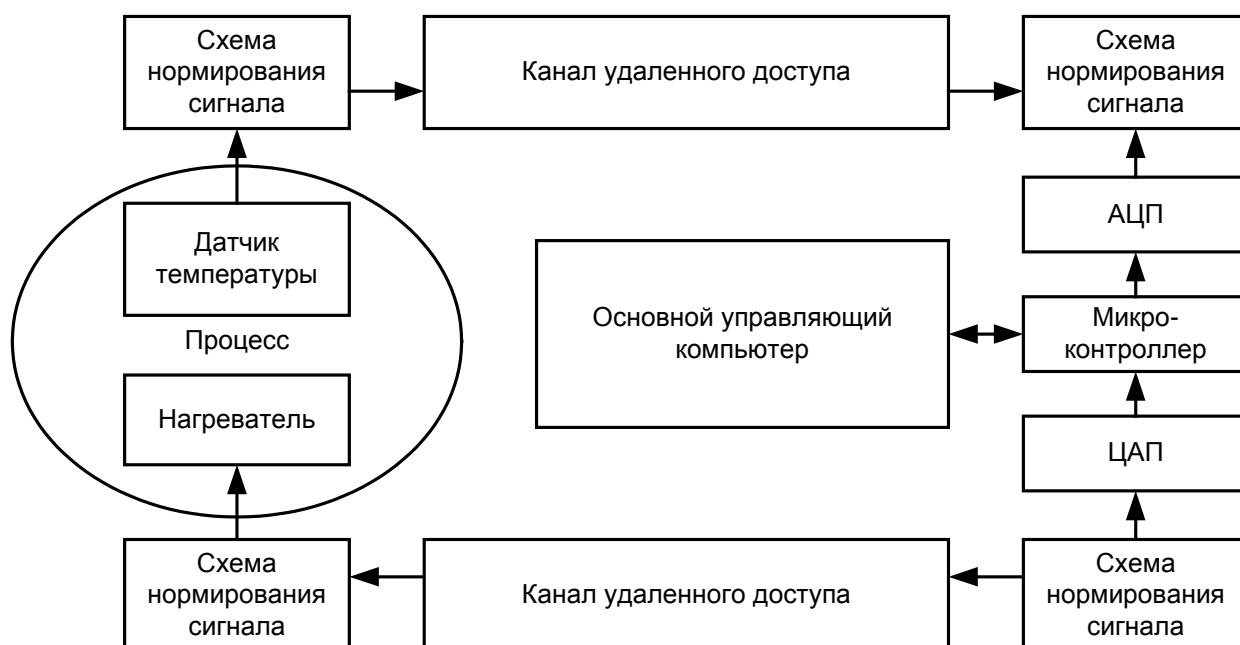 Схема
нормирования
сигнала
Канал удаленного доступа
Схема
нормирования
сигнала
Датчик
температуры
АЦП
Процесс
Основной управляющий
компьютер
Микро-
контроллер
Нагреватель
ЦАП
Схема
нормирования
сигнала
Канал удаленного доступа
Схема
нормирования
сигнала